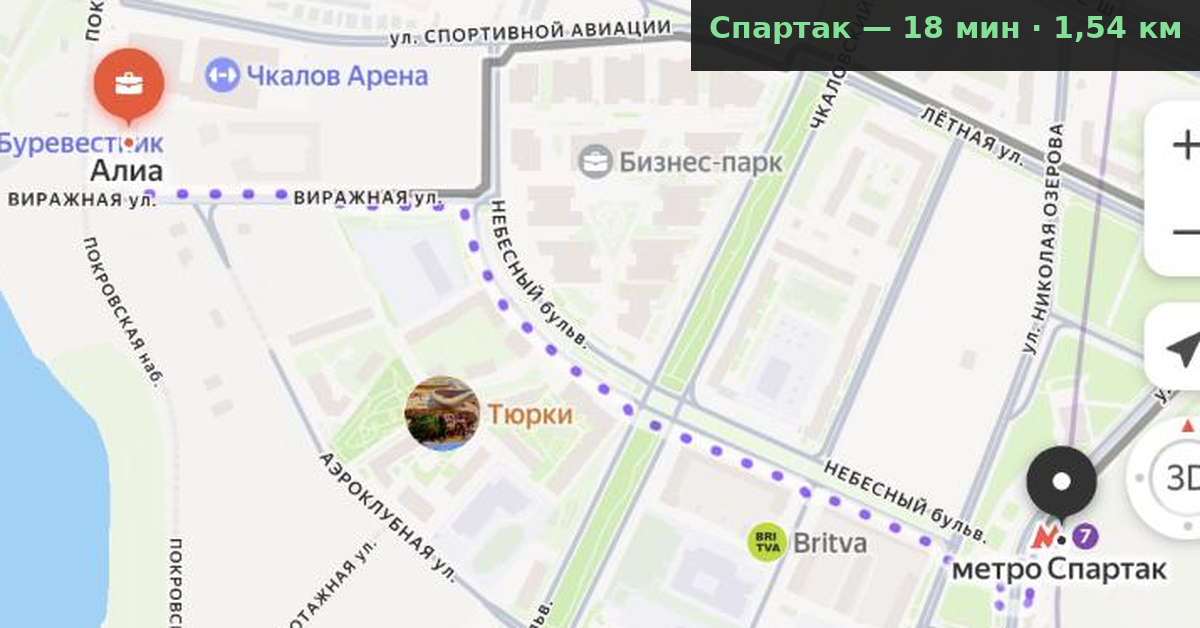 Спартак — 18 мин · 1,54 км
ул. СПОРТИВНОЙ АВИАЦИИ
Чкалов Арена
Буревестник
Алиа
ВИРАЖНАЯ ул.
ВИРАЖНАЯ ул.
Бизнес-парк
ЛЁТНАЯ ул.
ул. НИКОЛАЯ ОЗЕРОВА
НЕБЕСНЫЙ бульв.
ПОКРОВСКАЯ наб.
Тюрки
АЭРОКЛУБНАЯ ул.
НЕБЕСНЫЙ бульв.
BRI
TVA
Britva
7
метро Спартак
3D